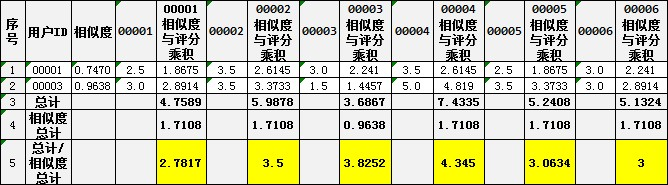 序号 用户ID 相似度 00001 00001相似度与评分乘积 00002 00002相似度与评分乘积 00003 00003相似度与评分乘积 00004 00004相似度与评分乘积 00005 00005相似度与评分乘积 00006 00006相似度与评分乘积
1 00001 0.7470 2.5 1.8675 3.5 2.6145 3.0 2.241 3.5 2.6145 2.5 1.8675 3.0 2.241
2 00003 0.9638 3.0 2.8914 3.5 3.3733 1.5 1.4457 5.0 4.819 3.5 3.3733 3.0 2.8914
3 总计 4.7589 5.9878 3.6867 7.4335 5.2408 5.1324
4 相似度总计 1.7108 1.7108 0.9638 1.7108 1.7108 1.7108
5 总计/相似度总计 2.7817 3.5 3.8252 4.345 3.0634 3